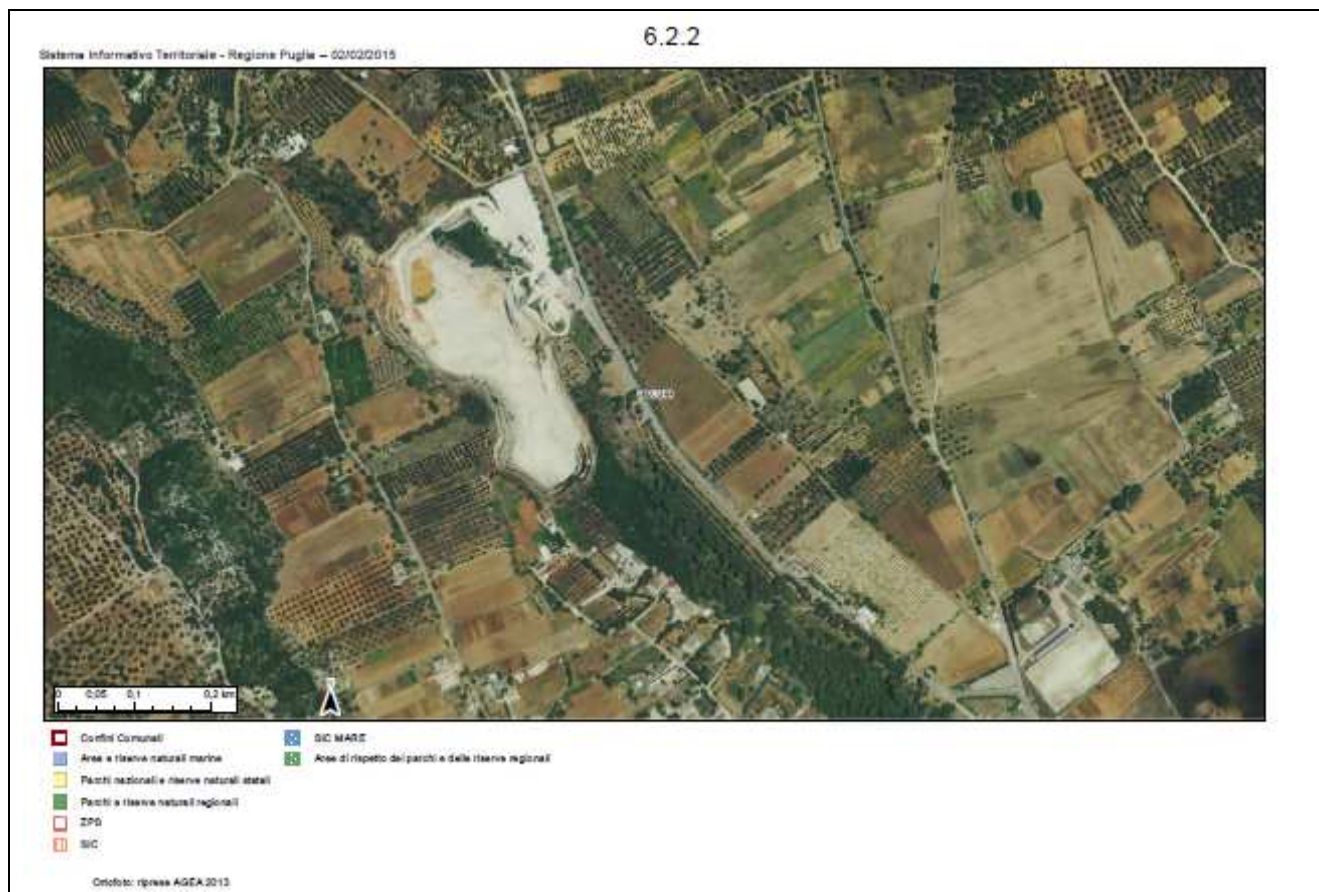 6.2.2
Sistema Informativo Territoriale - Regione Puglia – 02/02/2015
0 0,05 0,1 0,2 km
Confini Comunali
Aree e riserve naturali marine
Parchi nazionali e riserve naturali statali
Parchi e riserve naturali regionali
ZPS
SIC
SIC MARE
Aree di rispetto dei parchi e delle riserve regionali
Ortofoto: riprese AGEA 2013